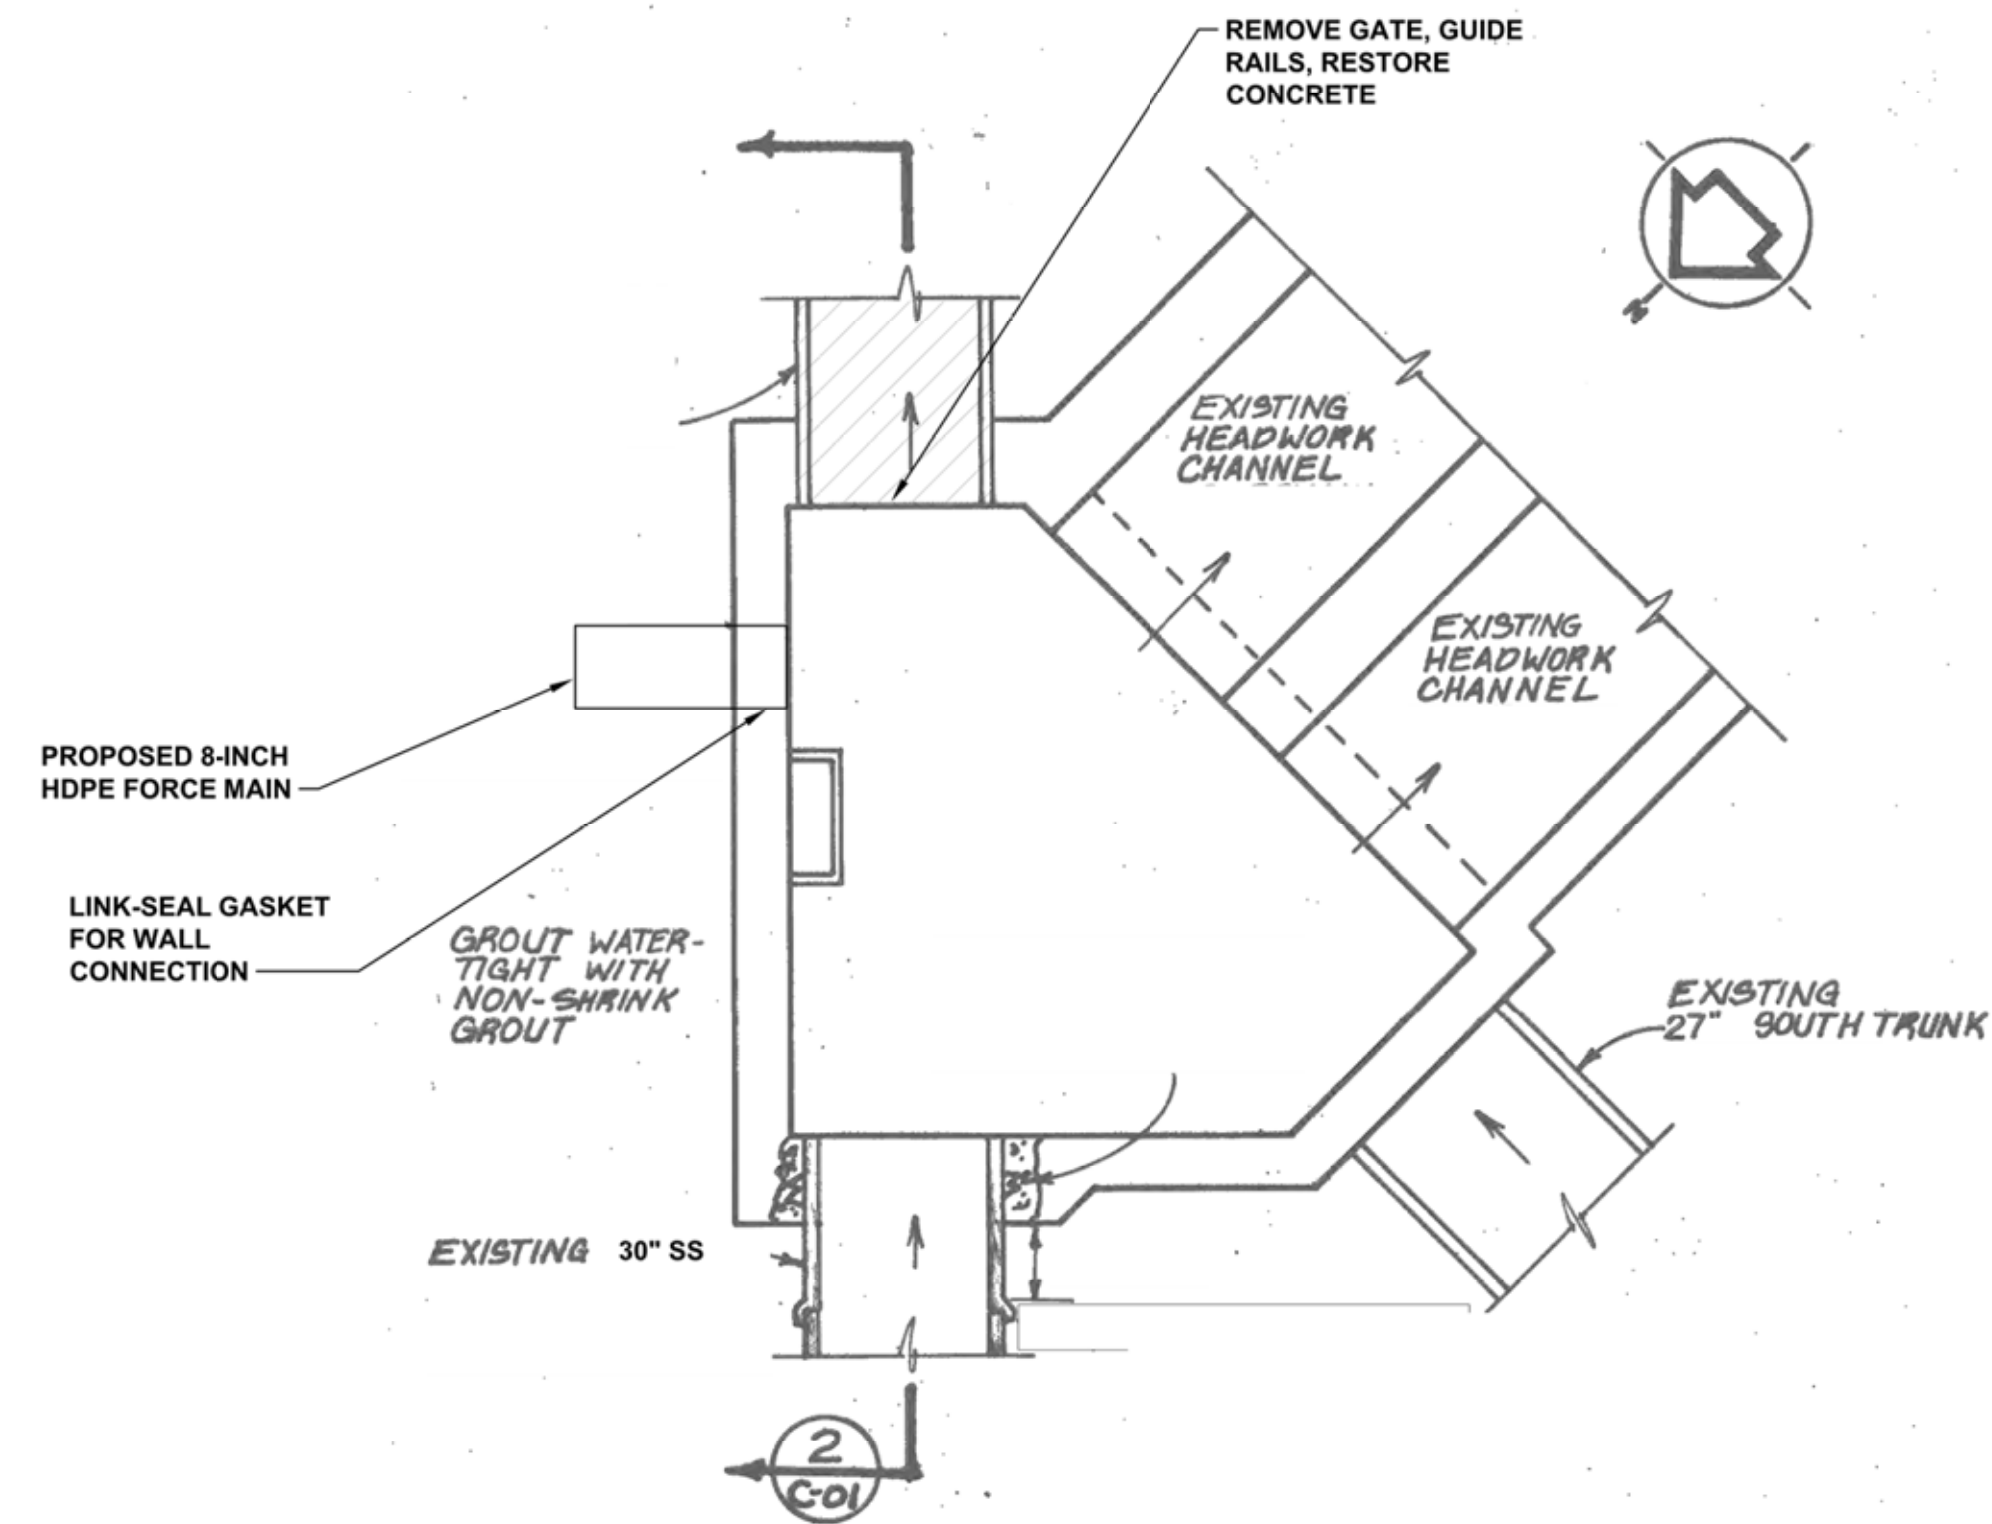 REMOVE GATE, GUIDE
RAILS, RESTORE
CONCRETE
N
EXISTING
HEADWORK
CHANNEL
EXISTING
HEADWORK
CHANNEL
PROPOSED 8-INCH
HDPE FORCE MAIN
LINK-SEAL GASKET
FOR WALL
CONNECTION
GROUT WATER-
TIGHT WITH
NON-SHRINK
GROUT
EXISTING
27" SOUTH TRUNK
EXISTING 30" SS
2
C-01